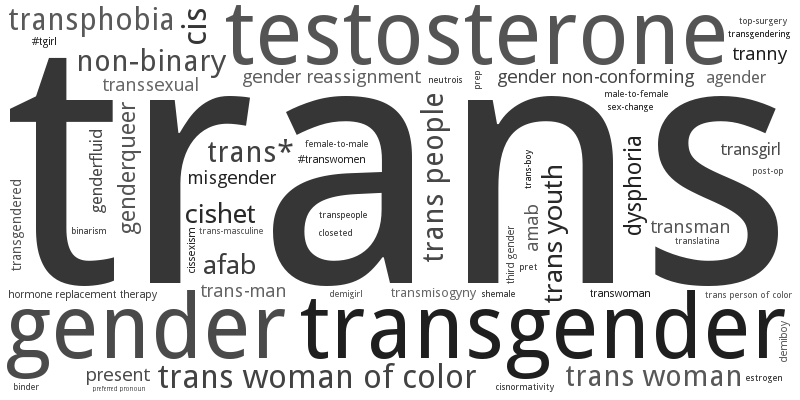 transphobia
cis
testosterone
top-surgery
#tgirl
transgendering
non-binary
tranny
transsexual
gender reassignment
neutrois
prep
gender non-conforming
agender
trans
male-to-female
sex-change
genderfluid
genderqueer
trans*
female-to-male
#transwomen
trans people
trans-boy
dysphoria
transgirl
post-op
misgender
transgendered
cishet
transpeople
amab
trans youth
binarism
cissexism
trans-masculine
closeted
third gender
transman
translatina
afab
pret
hormone replacement therapy
trans-man
demigirl
transmisogyny
shemale
transwoman
trans person of color
gender
transgender
demiboy
present
trans woman of color
trans woman
estrogen
binder
preferred pronoun
cisnormativity